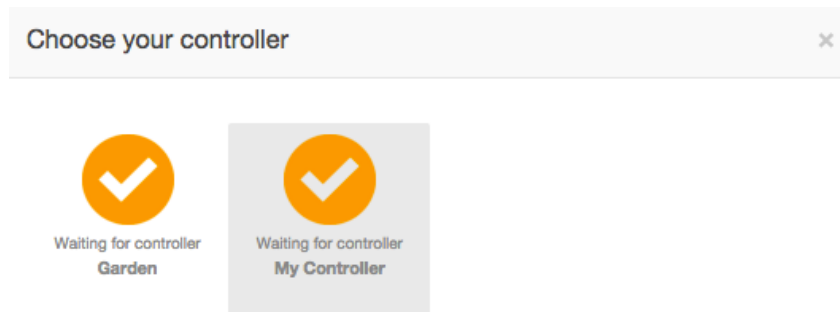 Choose your controller
×
Waiting for controller
Garden
Waiting for controller
My Controller